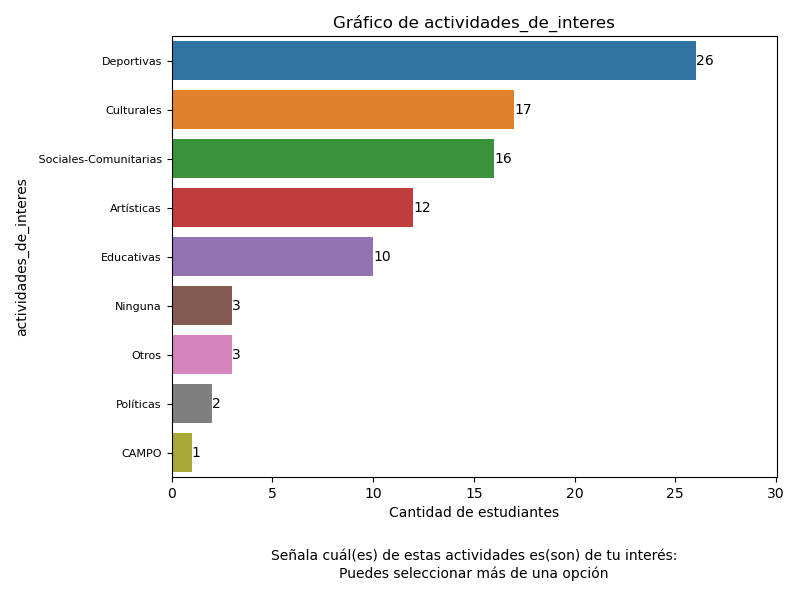 Gráfico de actividades_de_interes
actividades_de_interes
Deportivas 26
Culturales 17
Sociales-Comunitarias 16
Artísticas 12
Educativas 10
Ninguna 3
Otros 3
Políticas 2
CAMPO 1
0 5 10 15 20 25 30
Cantidad de estudiantes
Señala cuál(es) de estas actividades es(son) de tu interés:
Puedes seleccionar más de una opción